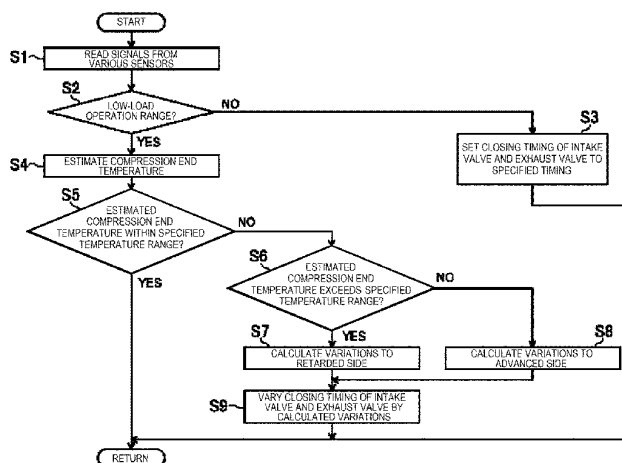 START
S1
READ SIGNALS FROM
VARIOUS SENSORS
S2
LOW-LOAD
OPERATION RANGE?
NO
YES
S3
SET CLOSING TIMING OF INTAKE
VALVE AND EXHAUST VALVE TO
SPECIFIED TIMING
S4
ESTIMATE COMPRESSION END
TEMPERATURE
S5
ESTIMATED
COMPRESSION END
TEMPERATURE WITHIN SPECIFIED
TEMPERATURE RANGE?
NO
YES
S6
ESTIMATED
COMPRESSION END
TEMPERATURE EXCEEDS SPECIFIED
TEMPERATURE RANGE?
NO
YES
S7
CALCULATE VARIATIONS TO
RETARDED SIDE
S8
CALCULATE VARIATIONS TO
ADVANCED SIDE
S9
VARY CLOSING TIMING OF INTAKE
VALVE AND EXHAUST VALVE BY
CALCULATED VARIATIONS
RETURN